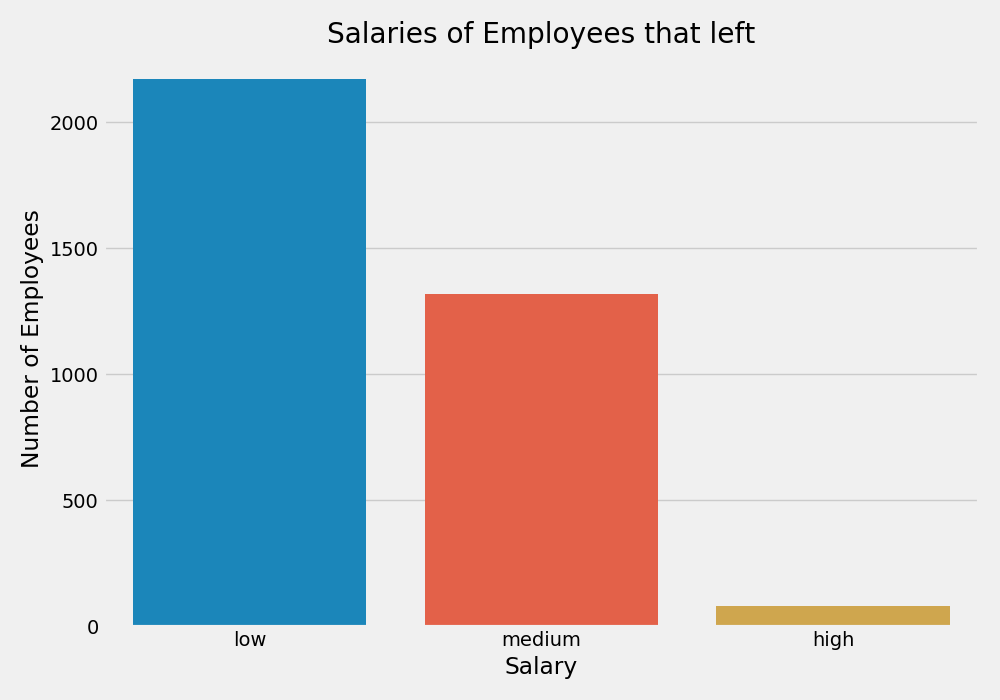 Salaries of Employees that left
Number of Employees
2000
1500
1000
500
0
low
medium
high
Salary